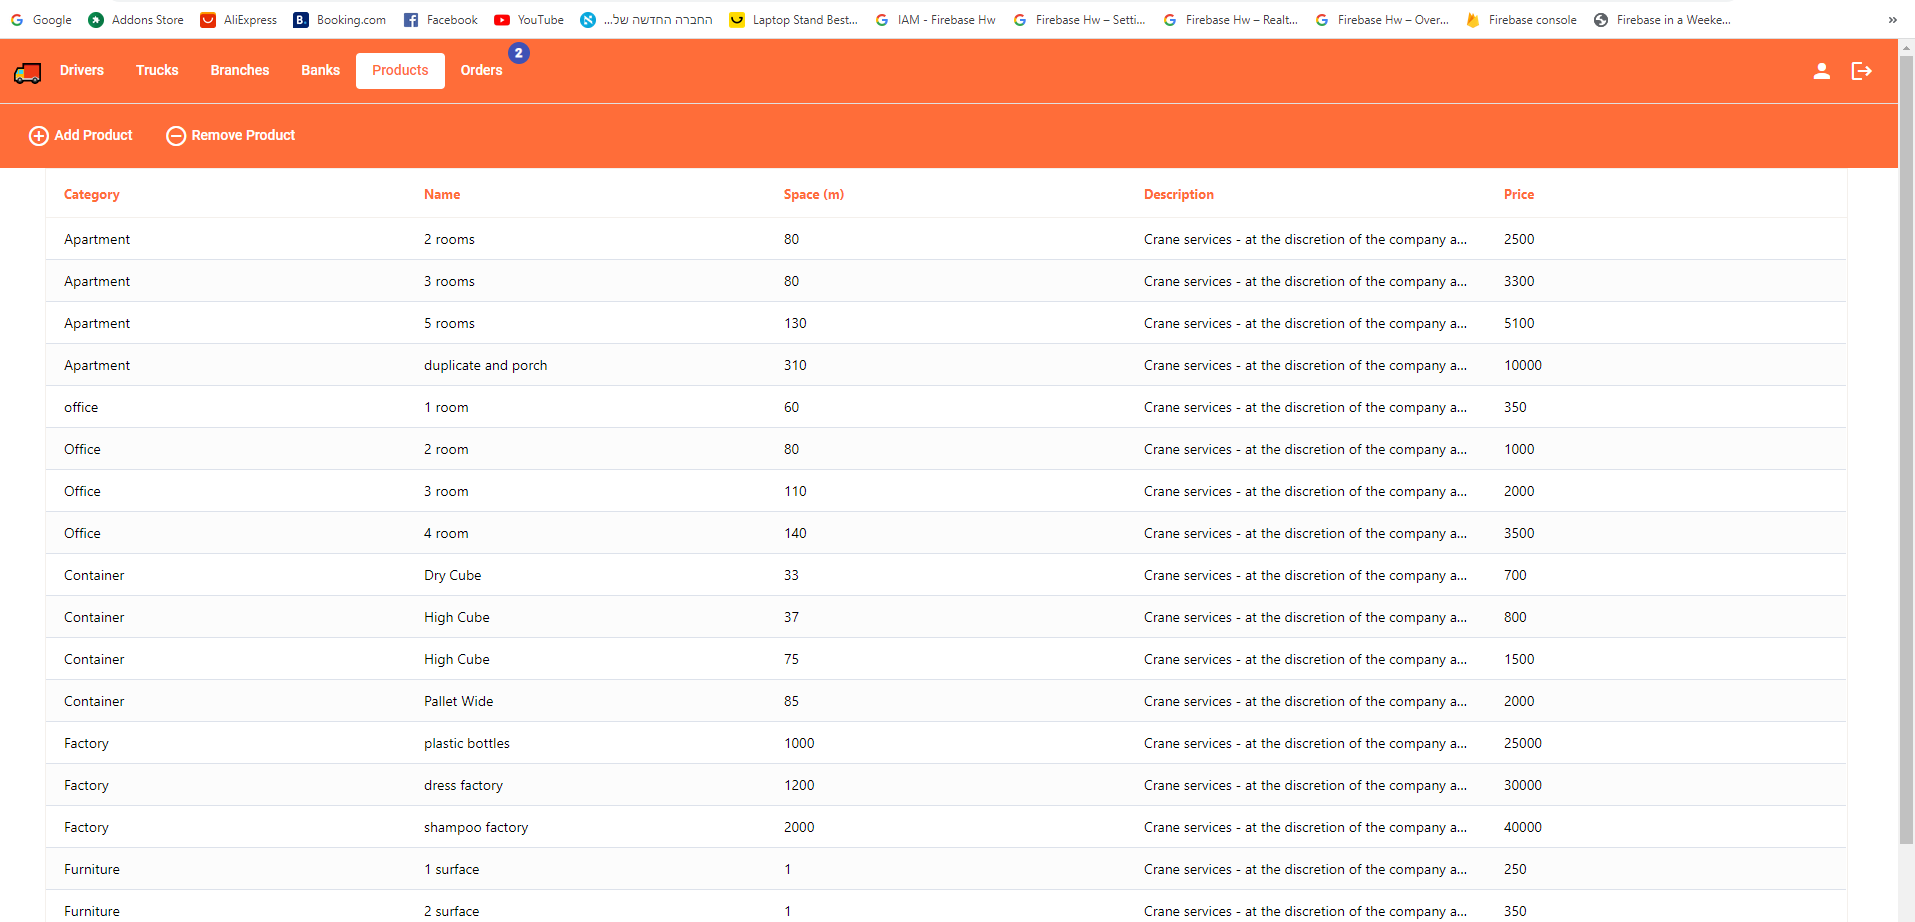 Google Addons Store AliExpress Booking.com Facebook YouTube החברה החדשה של... Laptop Stand Best... IAM - Firebase Hw Firebase Hw – Setti... Firebase Hw – Realt... Firebase Hw – Over... Firebase console Firebase in a Weeke... »
2
Drivers Trucks Branches Banks Products Orders
Add Product Remove Product
Category Name Space (m) Description Price
Apartment 2 rooms 80 Crane services - at the discretion of the company a... 2500
Apartment 3 rooms 80 Crane services - at the discretion of the company a... 3300
Apartment 5 rooms 130 Crane services - at the discretion of the company a... 5100
Apartment duplicate and porch 310 Crane services - at the discretion of the company a... 10000
office 1 room 60 Crane services - at the discretion of the company a... 350
Office 2 room 80 Crane services - at the discretion of the company a... 1000
Office 3 room 110 Crane services - at the discretion of the company a... 2000
Office 4 room 140 Crane services - at the discretion of the company a... 3500
Container Dry Cube 33 Crane services - at the discretion of the company a... 700
Container High Cube 37 Crane services - at the discretion of the company a... 800
Container High Cube 75 Crane services - at the discretion of the company a... 1500
Container Pallet Wide 85 Crane services - at the discretion of the company a... 2000
Factory plastic bottles 1000 Crane services - at the discretion of the company a... 25000
Factory dress factory 1200 Crane services - at the discretion of the company a... 30000
Factory shampoo factory 2000 Crane services - at the discretion of the company a... 40000
Furniture 1 surface 1 Crane services - at the discretion of the company a... 250
Furniture 2 surface 1 Crane services - at the discretion of the company a... 350